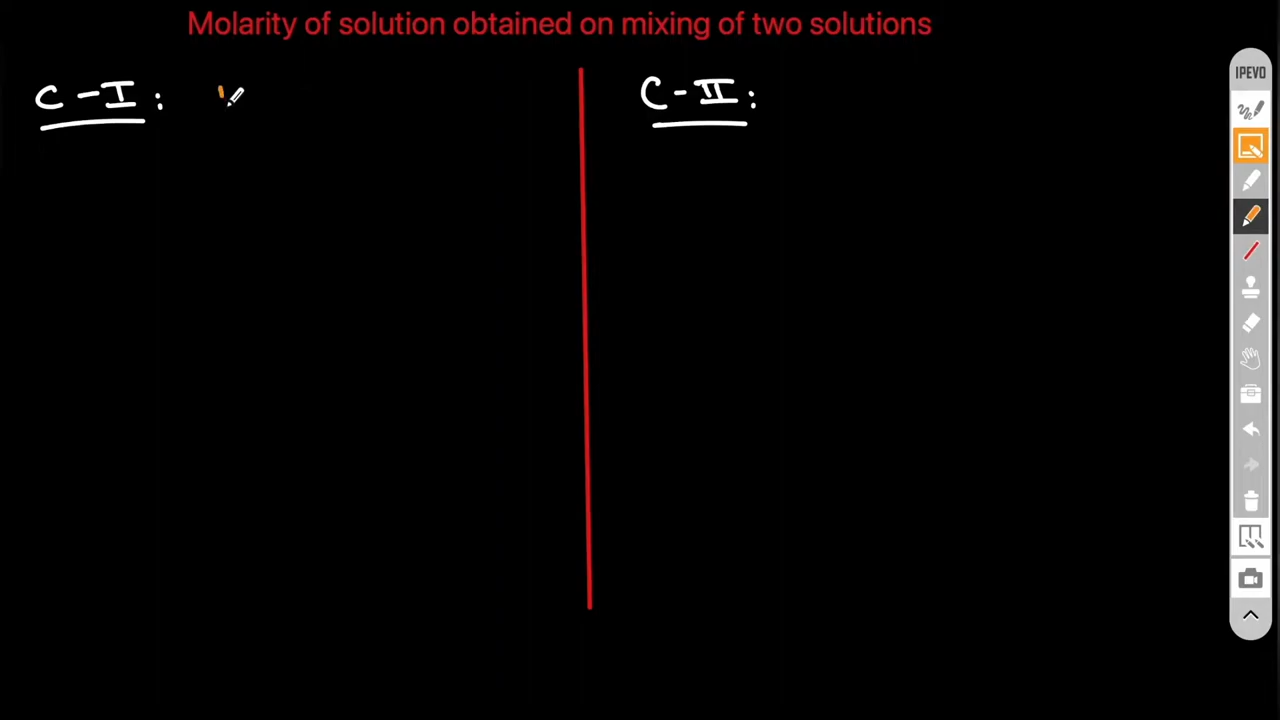 Molarity of solution obtained on mixing of two solutions
C - I :
C - II :
IPEVO